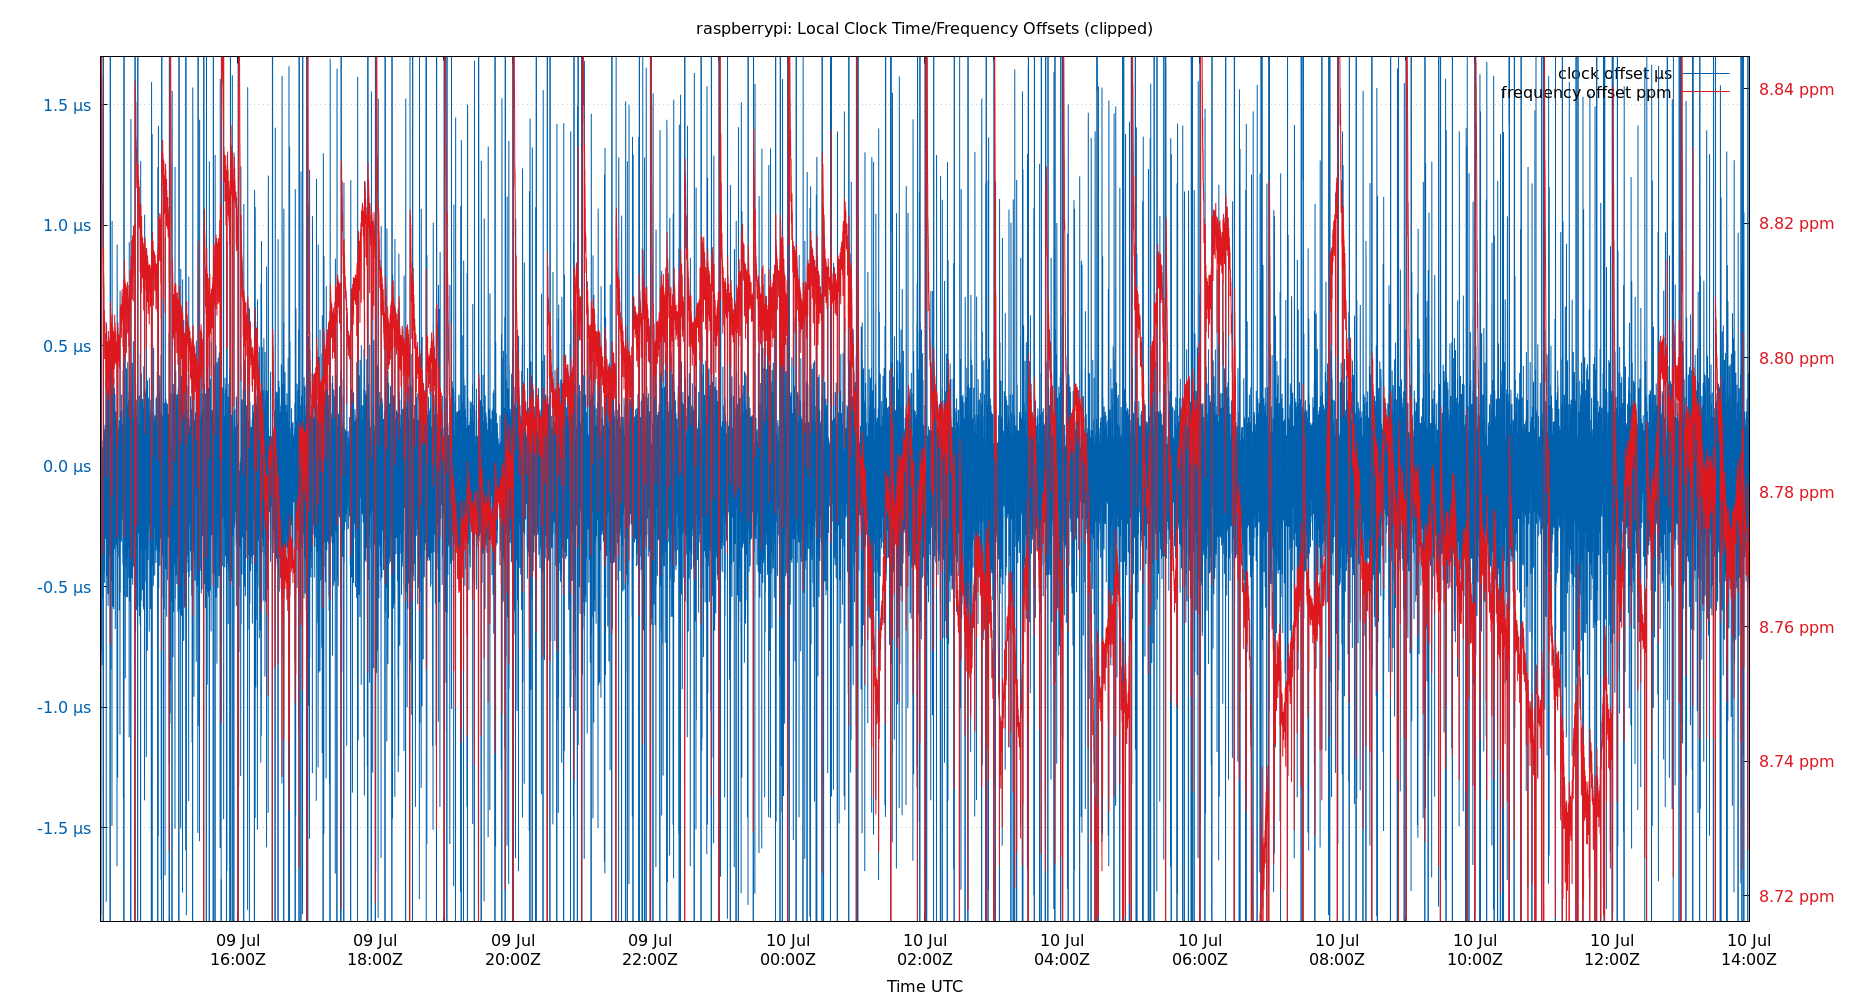 raspberrypi: Local Clock Time/Frequency Offsets (clipped)
clock offset µs
frequency offset ppm
1.5 µs
1.0 µs
0.5 µs
0.0 µs
-0.5 µs
-1.0 µs
-1.5 µs
8.84 ppm
8.82 ppm
8.80 ppm
8.78 ppm
8.76 ppm
8.74 ppm
8.72 ppm
09 Jul 09 Jul 09 Jul 09 Jul 10 Jul 10 Jul 10 Jul 10 Jul 10 Jul 10 Jul 10 Jul 10 Jul
16:00Z 18:00Z 20:00Z 22:00Z 00:00Z 02:00Z 04:00Z 06:00Z 08:00Z 10:00Z 12:00Z 14:00Z
Time UTC